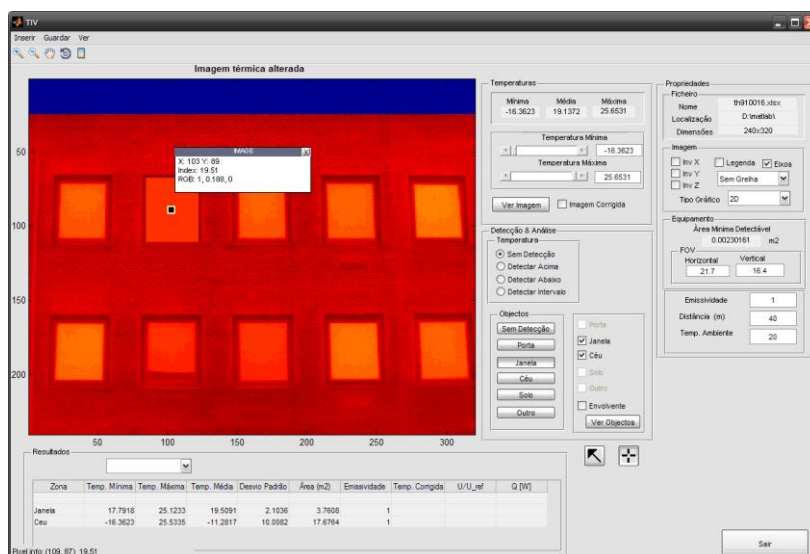 TIV
Inserir Guardar Ver
Imagem térmica alterada
IMAGE
X: 103 Y: 89
Index: 19.51
RGB: 1, 0.188, 0
50
100
150
200
50 100 150 200 250 300
Temperaturas
Mínima Média Máxima
-16.3623 19.1372 25.6531
Temperatura Mínima
-16.3623
Temperatura Máxima
25.6531
Ver Imagem Imagem Corrigida
Detecção & Análise
Temperatura
Sem Detecção
Detectar Acima
Detectar Abaixo
Detectar Intervalo
Objectos
Sem Detecção
Porta
Janela
Céu
Solo
Outro
Porta
Janela
Céu
Solo
Outro
Envolvente
Ver Objectos
Propriedades
Ficheiro
Nome th910016.xlsx
Localização D:\matlab\
Dimensões 240x320
Imagem
Inv X Legenda Eixos
Inv Y Sem Grelha
Inv Z
Tipo Gráfico 2D
Equipamento
Área Mínima Detectável
0.00230161 m2
FOV
Horizontal Vertical
21.7 16.4
Emissividade 1
Distância (m) 40
Temp. Ambiente 20
Resultados
Zona Temp. Mínima Temp. Máxima Temp. Média Desvio Padrão Área (m2) Emissividade Temp. Corrigida U/U_ref Q [W]
Janela 17.7918 25.1233 19.5091 2.1036 3.7608 1
Ceu -16.3623 25.5335 -11.2817 10.0082 17.6764 1
Pixel info: (109, 87) 19.51
Sair